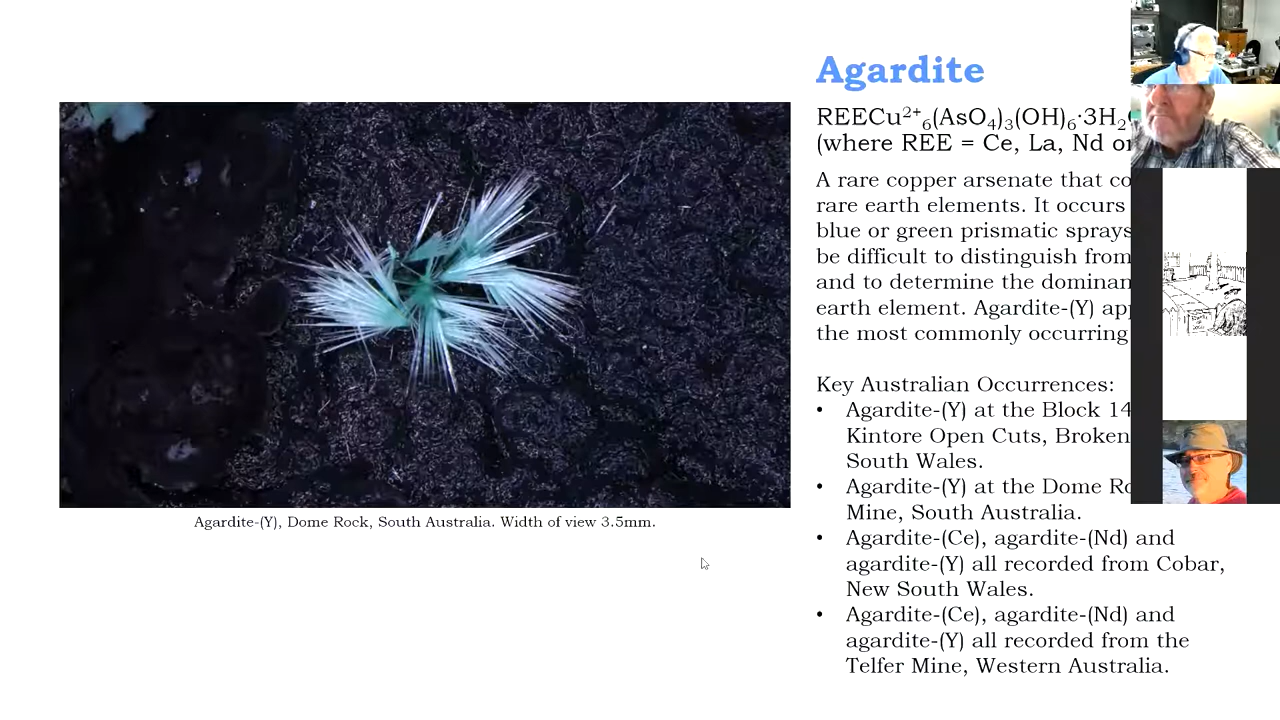 Agardite
REECu²⁺₆(AsO₄)₃(OH)₆·3H₂
(where REE = Ce, La, Nd or
A rare copper arsenate that
rare earth elements. It occurs
blue or green prismatic sprays
be difficult to distinguish from
and to determine the
earth element. Agardite-(Y)
the most commonly occurring
Key Australian Occurrences:
• Agardite-(Y) at the Block 14
Kintore Open Cuts, Broken
South Wales.
• Agardite-(Y) at the Dome
Mine, South Australia.
• Agardite-(Ce), agardite-(Nd) and
agardite-(Y) all recorded from Cobar,
New South Wales.
• Agardite-(Ce), agardite-(Nd) and
agardite-(Y) all recorded from the
Telfer Mine, Western Australia.
Agardite-(Y), Dome Rock, South Australia. Width of view 3.5mm.